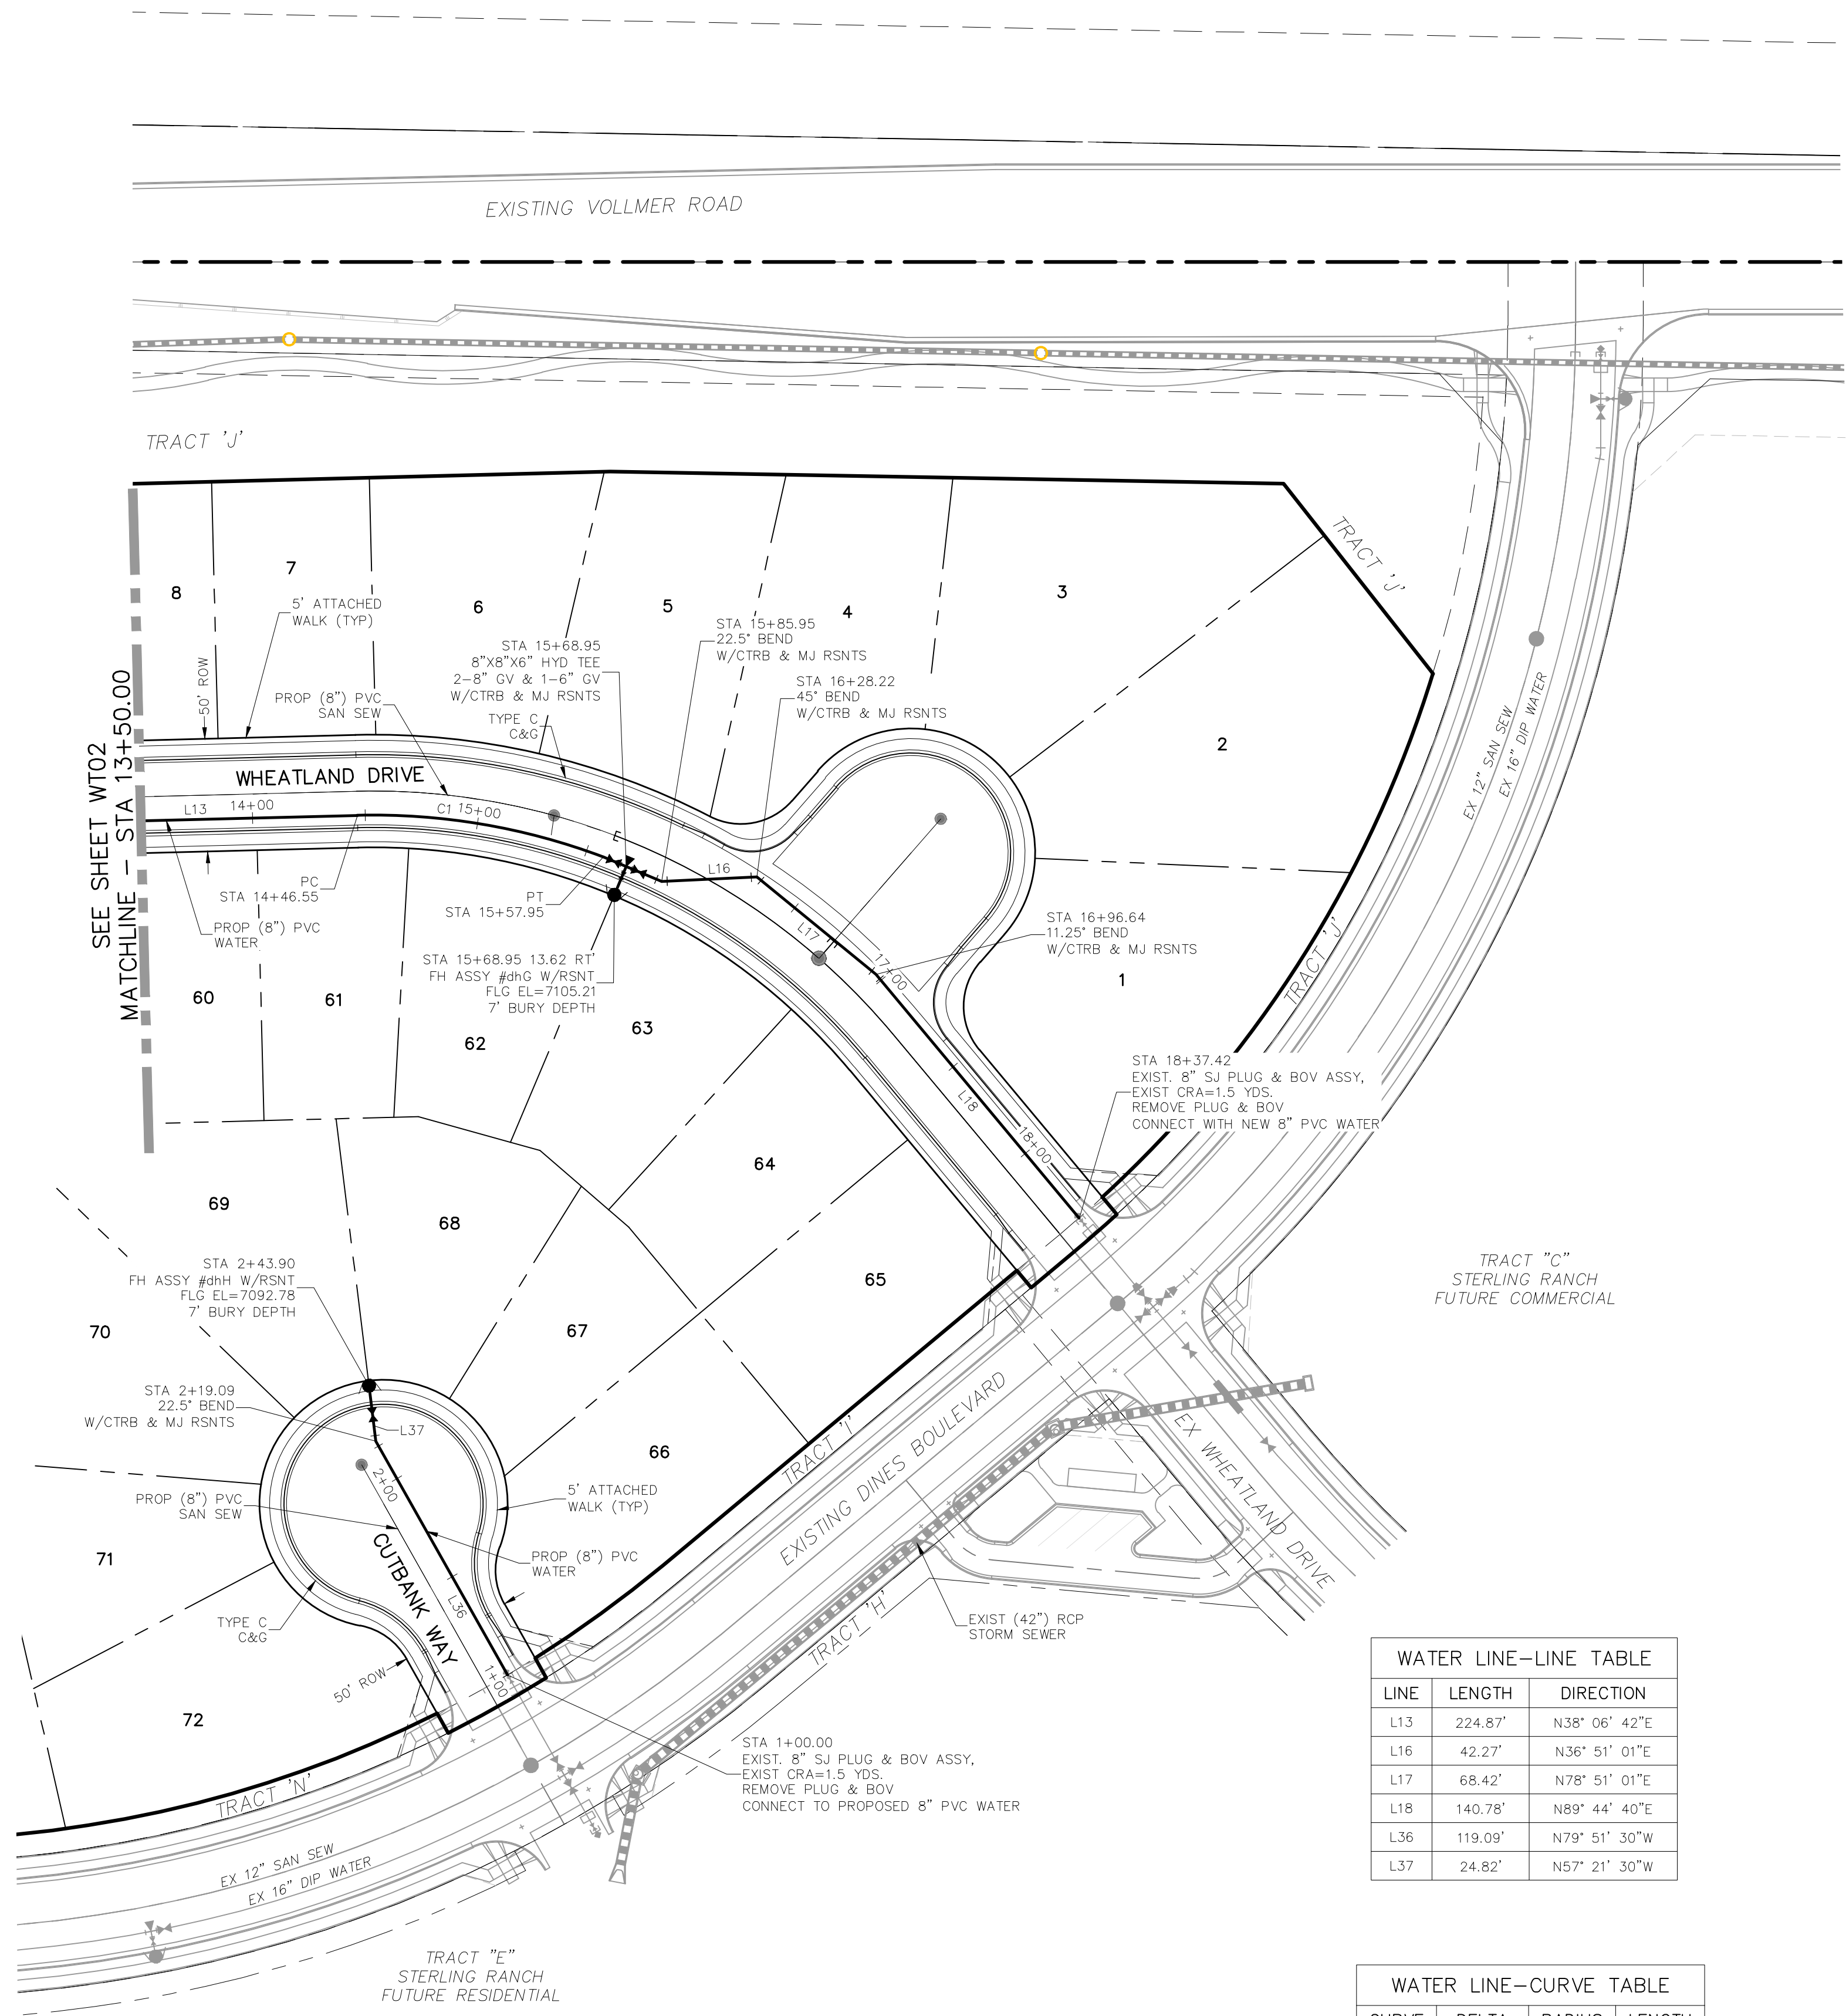 EXISTING VOLLMER ROAD
TRACT 'J'
TRACT 'J'
8
7
6
5
4
3
2
1
5' ATTACHED
WALK (TYP)
50' ROW
PROP (8") PVC
SAN SEW
STA 15+68.95
8"X8"X6" HYD TEE
2-8" GV & 1-6" GV
W/CTRB & MJ RSNTS
TYPE C
C&G
STA 15+85.95
22.5° BEND
W/CTRB & MJ RSNTS
STA 16+28.22
45° BEND
W/CTRB & MJ RSNTS
SEE SHEET WT02
MATCHLINE - STA 13+50.00
WHEATLAND DRIVE
L13
14+00
C1
15+00
L16
L17
17+00
L18
18+00
EX 12" SAN SEW
EX 16" DIP WATER
PC
STA 14+46.55
PT
STA 15+57.95
PROP (8") PVC
WATER
STA 15+68.95 13.62 RT'
FH ASSY #dhG W/RSNT
FLG EL=7105.21
7' BURY DEPTH
STA 16+96.64
11.25° BEND
W/CTRB & MJ RSNTS
TRACT 'J'
60
61
62
63
64
65
STA 18+37.42
EXIST. 8" SJ PLUG & BOV ASSY,
EXIST CRA=1.5 YDS.
REMOVE PLUG & BOV
CONNECT WITH NEW 8" PVC WATER
69
68
67
66
70
71
72
STA 2+43.90
FH ASSY #dhH W/RSNT
FLG EL=7092.78
7' BURY DEPTH
STA 2+19.09
22.5° BEND
W/CTRB & MJ RSNTS
L37
2+00
PROP (8") PVC
SAN SEW
5' ATTACHED
WALK (TYP)
PROP (8") PVC
WATER
CUTBANK WAY
L36
1+00
TYPE C
C&G
50' ROW
TRACT 'I'
EXISTING DINES BOULEVARD
EX WHEATLAND DRIVE
TRACT 'H'
EXIST (42") RCP
STORM SEWER
TRACT "C"
STERLING RANCH
FUTURE COMMERCIAL
STA 1+00.00
EXIST. 8" SJ PLUG & BOV ASSY,
EXIST CRA=1.5 YDS.
REMOVE PLUG & BOV
CONNECT TO PROPOSED 8" PVC WATER
TRACT 'N'
EX 12" SAN SEW
EX 16" DIP WATER
TRACT "E"
STERLING RANCH
FUTURE RESIDENTIAL
WATER LINE-LINE TABLE
LINE LENGTH DIRECTION
L13 224.87' N38° 06' 42"E
L16 42.27' N36° 51' 01"E
L17 68.42' N78° 51' 01"E
L18 140.78' N89° 44' 40"E
L36 119.09' N79° 51' 30"W
L37 24.82' N57° 21' 30"W
WATER LINE-CURVE TABLE
CURVE DELTA RADIUS LENGTH